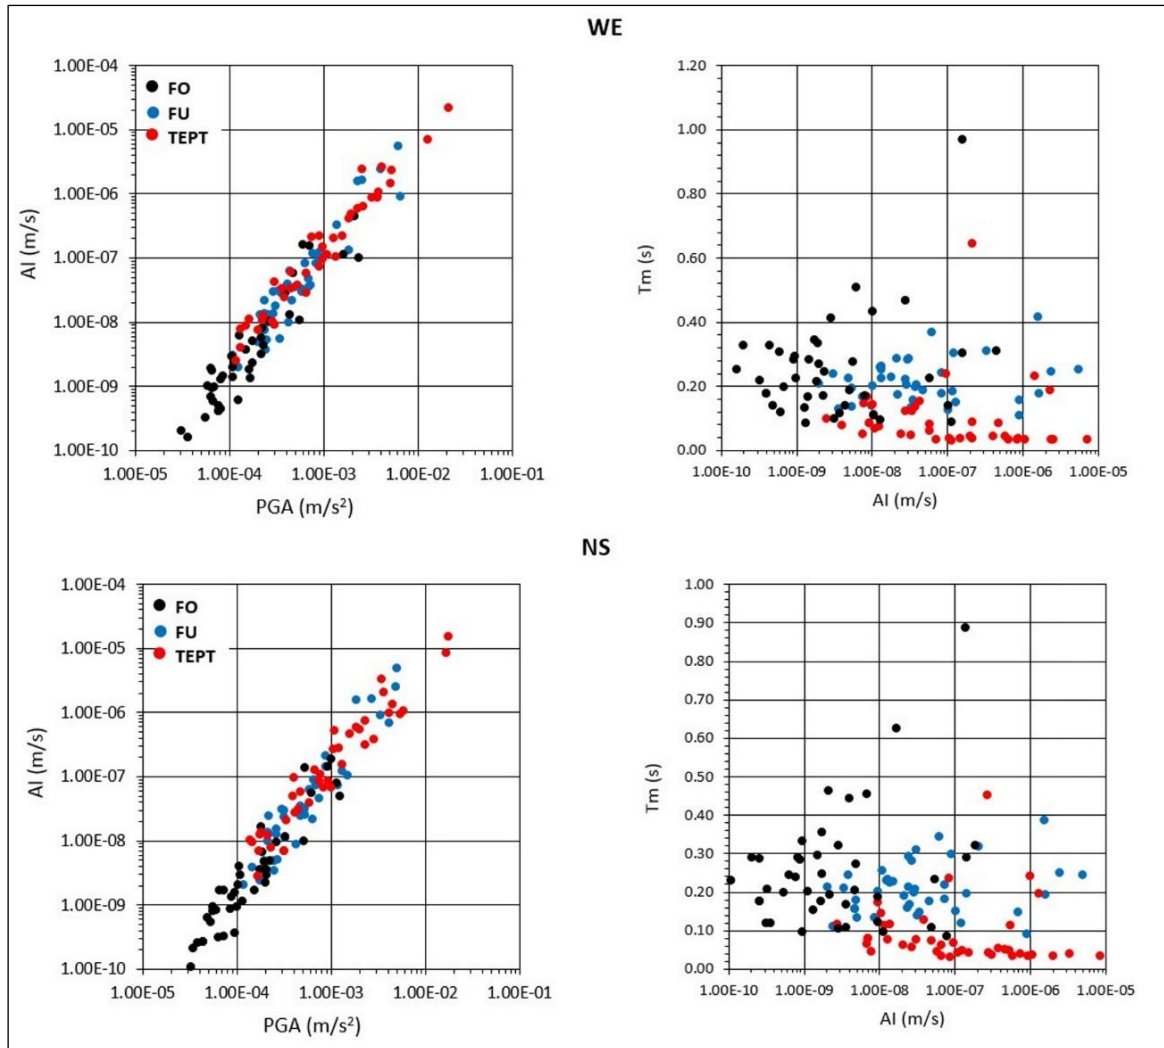 WE
1.00E-04
1.00E-05
1.00E-06
1.00E-07
1.00E-08
1.00E-09
1.00E-10
AI (m/s)
FO
FU
TEPT
1.00E-05 1.00E-04 1.00E-03 1.00E-02 1.00E-01
PGA (m/s²)
1.20
1.00
0.80
0.60
0.40
0.20
0.00
Tm (s)
1.00E-10 1.00E-09 1.00E-08 1.00E-07 1.00E-06 1.00E-05
AI (m/s)
NS
1.00E-04
1.00E-05
1.00E-06
1.00E-07
1.00E-08
1.00E-09
1.00E-10
AI (m/s)
FO
FU
TEPT
1.00E-05 1.00E-04 1.00E-03 1.00E-02 1.00E-01
PGA (m/s²)
1.00
0.90
0.80
0.70
0.60
0.50
0.40
0.30
0.20
0.10
0.00
Tm (s)
1.00E-10 1.00E-09 1.00E-08 1.00E-07 1.00E-06 1.00E-05
AI (m/s)